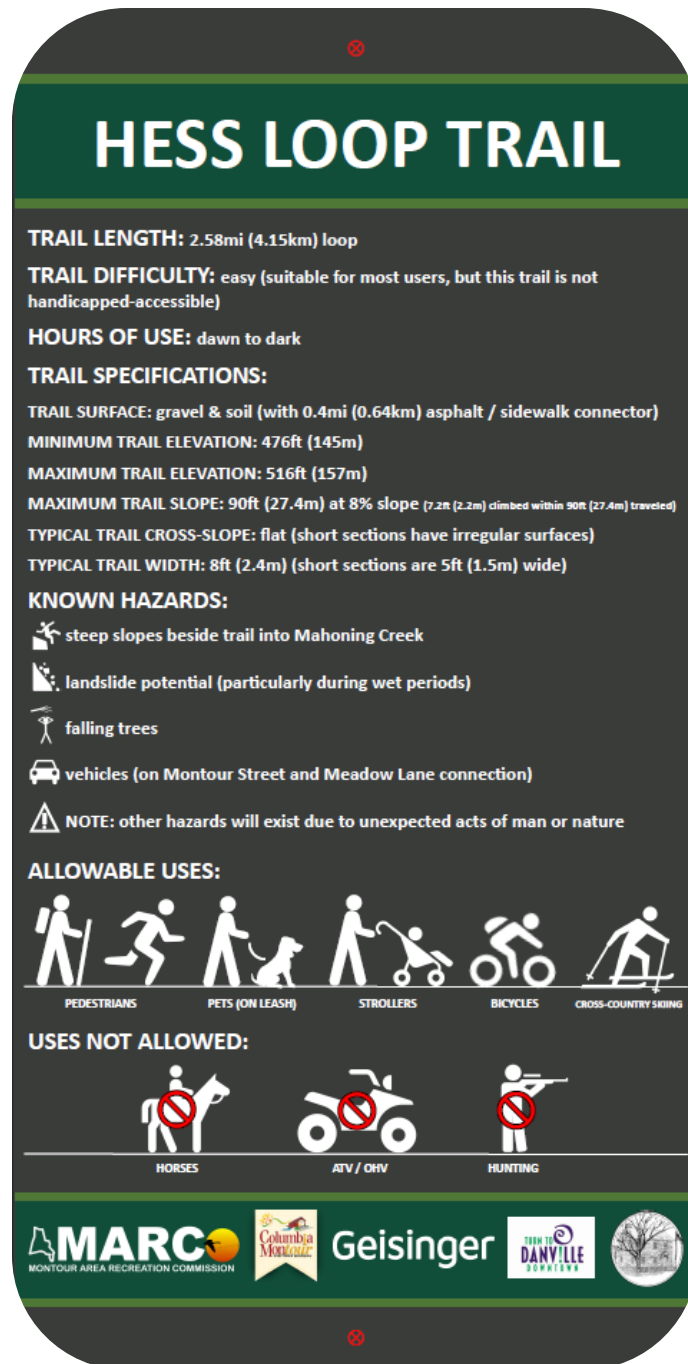 HESS LOOP TRAIL
TRAIL LENGTH: 2.58mi (4.15km) loop
TRAIL DIFFICULTY: easy (suitable for most users, but this trail is not
handicapped-accessible)
HOURS OF USE: dawn to dark
TRAIL SPECIFICATIONS:
TRAIL SURFACE: gravel & soil (with 0.4mi (0.64km) asphalt / sidewalk connector)
MINIMUM TRAIL ELEVATION: 476ft (145m)
MAXIMUM TRAIL ELEVATION: 516ft (157m)
MAXIMUM TRAIL SLOPE: 90ft (27.4m) at 8% slope (7.2ft (2.2m) climbed within 90ft (27.4m) traveled)
TYPICAL TRAIL CROSS-SLOPE: flat (short sections have irregular surfaces)
TYPICAL TRAIL WIDTH: 8ft (2.4m) (short sections are 5ft (1.5m) wide)
KNOWN HAZARDS:
steep slopes beside trail into Mahoning Creek
landslide potential (particularly during wet periods)
falling trees
vehicles (on Montour Street and Meadow Lane connection)
NOTE: other hazards will exist due to unexpected acts of man or nature
ALLOWABLE USES:
PEDESTRIANS PETS (ON LEASH) STROLLERS BICYCLES CROSS-COUNTRY SKIING
USES NOT ALLOWED:
HORSES ATV / OHV HUNTING
MARC
MONTOUR AREA RECREATION COMMISSION
Columbia
Montour
Geisinger
TURN TO
DANVILLE
DOWNTOWN